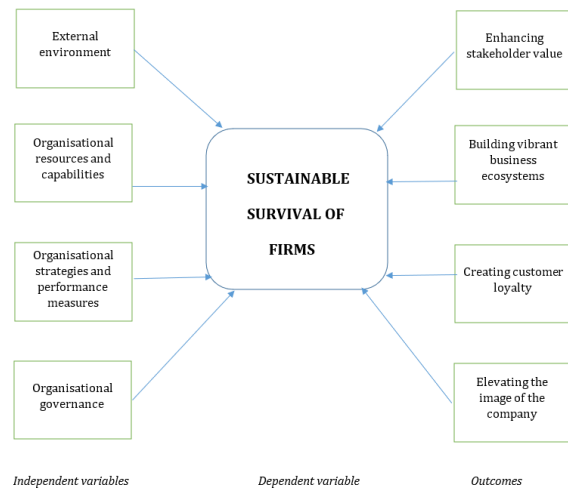 External
environment
Organisational
resources and
capabilities
Organisational
strategies and
performance
measures
Organisational
governance
SUSTAINABLE
SURVIVAL OF
FIRMS
Enhancing
stakeholder value
Building vibrant
business
ecosystems
Creating customer
loyalty
Elevating the
image of the
company
Independent variables
Dependent variable
Outcomes